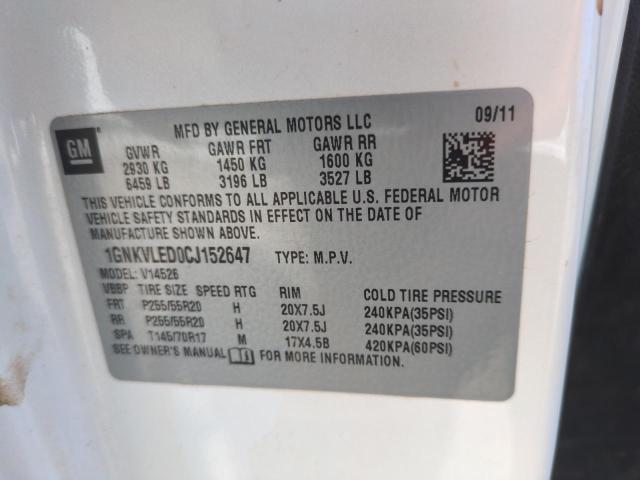 GM
MFD BY GENERAL MOTORS LLC 09/11
GVWR GAWR FRT GAWR RR
2930 KG 1450 KG 1600 KG
6459 LB 3196 LB 3527 LB
THIS VEHICLE CONFORMS TO ALL APPLICABLE U.S. FEDERAL MOTOR
VEHICLE SAFETY STANDARDS IN EFFECT ON THE DATE OF
MANUFACTURE SHOWN ABOVE.
1GNKVLED0CJ152647 TYPE: M.P.V.
MODEL: V14526
VBBP TIRE SIZE SPEED RTG RIM COLD TIRE PRESSURE
FRT P255/55R20 H 20X7.5J 240KPA(35PSI)
RR P255/55R20 H 20X7.5J 240KPA(35PSI)
SPA T145/70R17 M 17X4.5B 420KPA(60PSI)
SEE OWNER'S MANUAL FOR MORE INFORMATION.